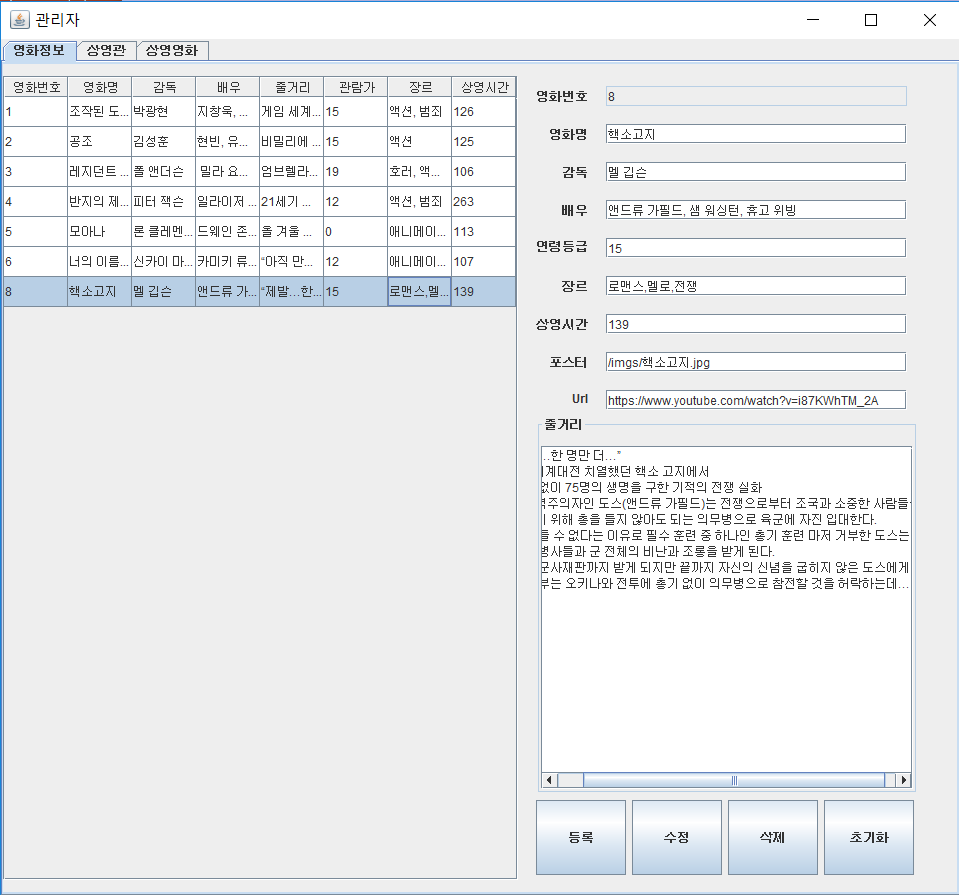 관리자
영화정보 상영관 상영영화
영화번호 영화명 감독 배우 줄거리 관람가 장르 상영시간
1 조작된 도... 박광현 지창욱, ... 게임 세계... 15 액션, 범죄 126
2 공조 김성훈 현빈, 유... 비밀리에 ... 15 액션 125
3 레지던트 ... 폴 앤더슨 밀라 요... 엄브렐라... 19 호러, 액... 106
4 반지의 제... 피터 잭슨 일라이저 ... 21세기 ... 12 액션, 범죄 263
5 모아나 론 클레멘... 드웨인 존... 올 겨울 ... 0 애니메이... 113
6 너의 이름... 신카이 마... 카미키 류... “아직 만... 12 애니메이... 107
8 핵소고지 멜 깁슨 앤드류 가... “제발…한... 15 로맨스,멜... 139
영화번호 8
영화명 핵소고지
감독 멜 깁슨
배우 앤드류 가필드, 샘 워싱턴, 휴고 위빙
연령등급 15
장르 로맨스,멜로,전쟁
상영시간 139
포스터 /imgs/핵소고지.jpg
Url https://www.youtube.com/watch?v=i87KWhTM_2A
줄거리
…한 명만 더…”
계대전 치열했던 핵소 고지에서
없이 75명의 생명을 구한 기적의 전쟁 실화
주의자인 도스(앤드류 가필드)는 전쟁으로부터 조국과 소중한 사람들
위해 총을 들지 않아도 되는 의무병으로 육군에 자진 입대한다.
들 수 없다는 이유로 필수 훈련 중 하나인 총기 훈련 마저 거부한 도스는
병사들과 군 전체의 비난과 조롱을 받게 된다.
군사재판까지 받게 되지만 끝까지 자신의 신념을 굽히지 않은 도스에게
부는 오키나와 전투에 총기 없이 의무병으로 참전할 것을 허락하는데…
등록 수정 삭제 초기화